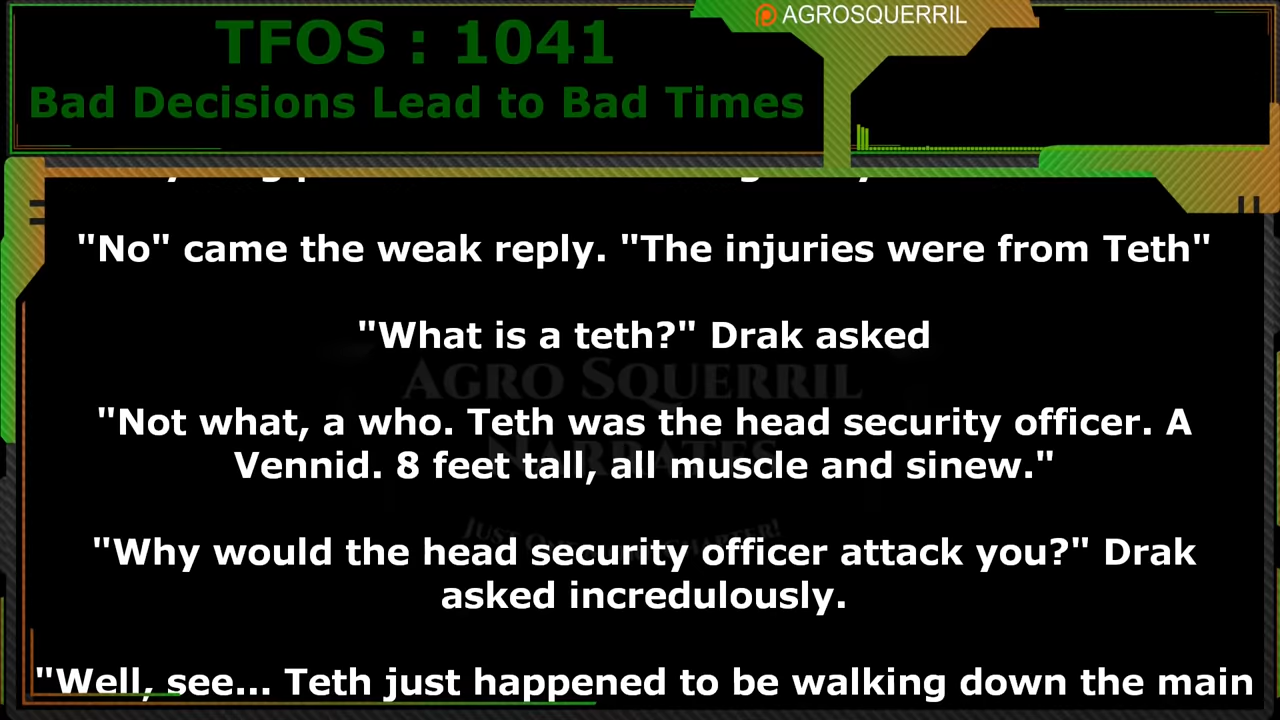 AGROSQUERRIL
TFOS : 1041
Bad Decisions Lead to Bad Times
"No" came the weak reply. "The injuries were from Teth"
"What is a teth?" Drak asked
AGRO SQUERRIL
"Not what, a who. Teth was the head security officer. A
Vennid. 8 feet tall, all muscle and sinew."
NARRATES
"Why would the head security officer attack you?" Drak
asked incredulously.
"Well, see... Teth just happened to be walking down the main